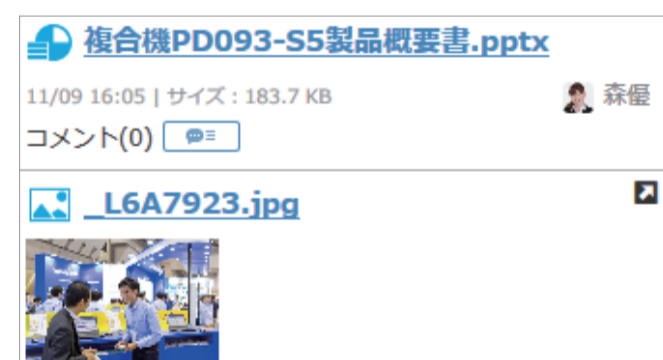 複合機PD093-S5製品概要書.pptx
11/09 16:05 | サイズ : 183.7 KB
森優
コメント(0)
_L6A7923.jpg